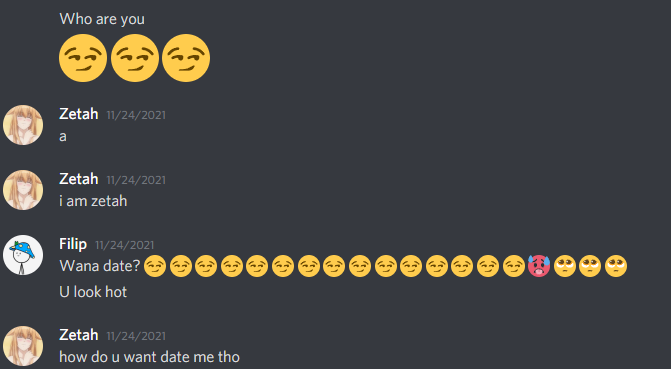 Who are you
😏😏😏
Zetah 11/24/2021
a
Zetah 11/24/2021
i am zetah
Filip 11/24/2021
Wana date? 😏😏😏😏😏😏😏😏😏😏😏😏😏😏😏🥵🥺🥺🥺
U look hot
Zetah 11/24/2021
how do u want date me tho